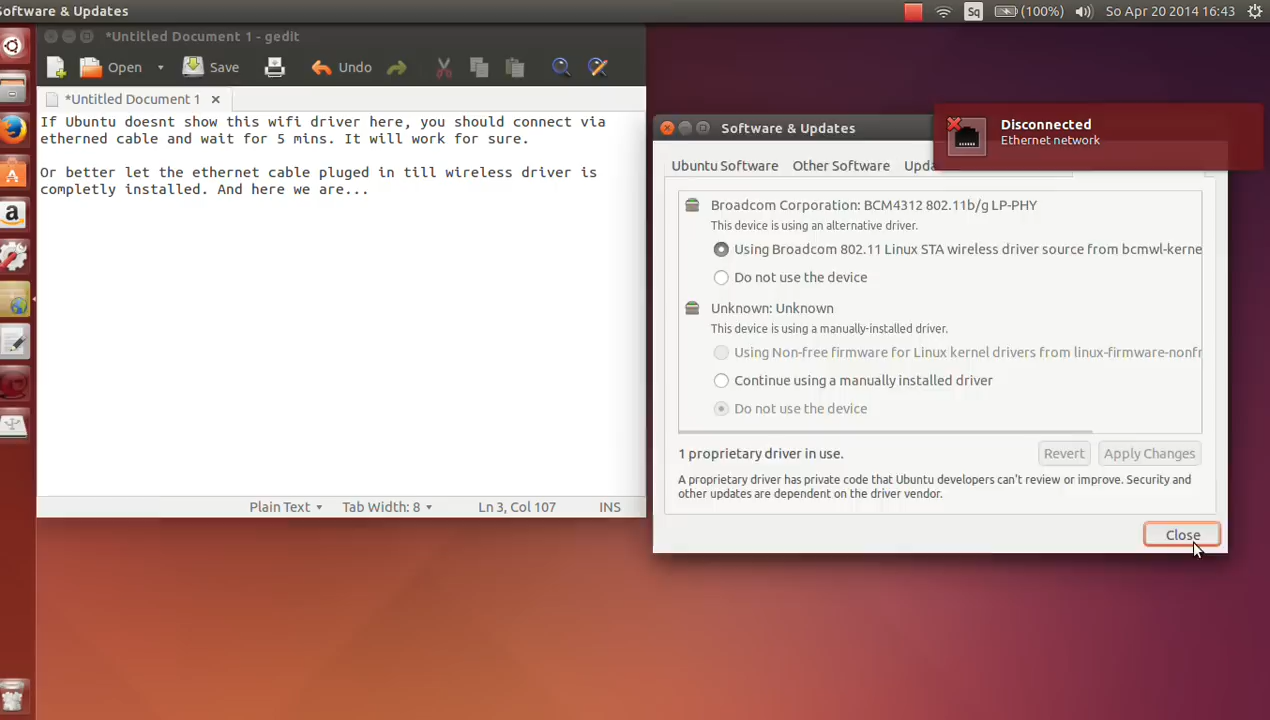 Software & Updates
Sq
(100%)
So Apr 20 2014 16:43
*Untitled Document 1 - gedit
Open
Save
Undo
*Untitled Document 1
If Ubuntu doesnt show this wifi driver here, you should connect via
etherned cable and wait for 5 mins. It will work for sure.
Or better let the ethernet cable pluged in till wireless driver is
completly installed. And here we are...
Plain Text
Tab Width: 8
Ln 3, Col 107
INS
Software & Updates
Disconnected
Ethernet network
Ubuntu Software
Other Software
Upda
Broadcom Corporation: BCM4312 802.11b/g LP-PHY
This device is using an alternative driver.
Using Broadcom 802.11 Linux STA wireless driver source from bcmwl-kerne
Do not use the device
Unknown: Unknown
This device is using a manually-installed driver.
Using Non-free firmware for Linux kernel drivers from linux-firmware-nonfr
Continue using a manually installed driver
Do not use the device
1 proprietary driver in use.
Revert
Apply Changes
A proprietary driver has private code that Ubuntu developers can't review or improve. Security and
other updates are dependent on the driver vendor.
Close